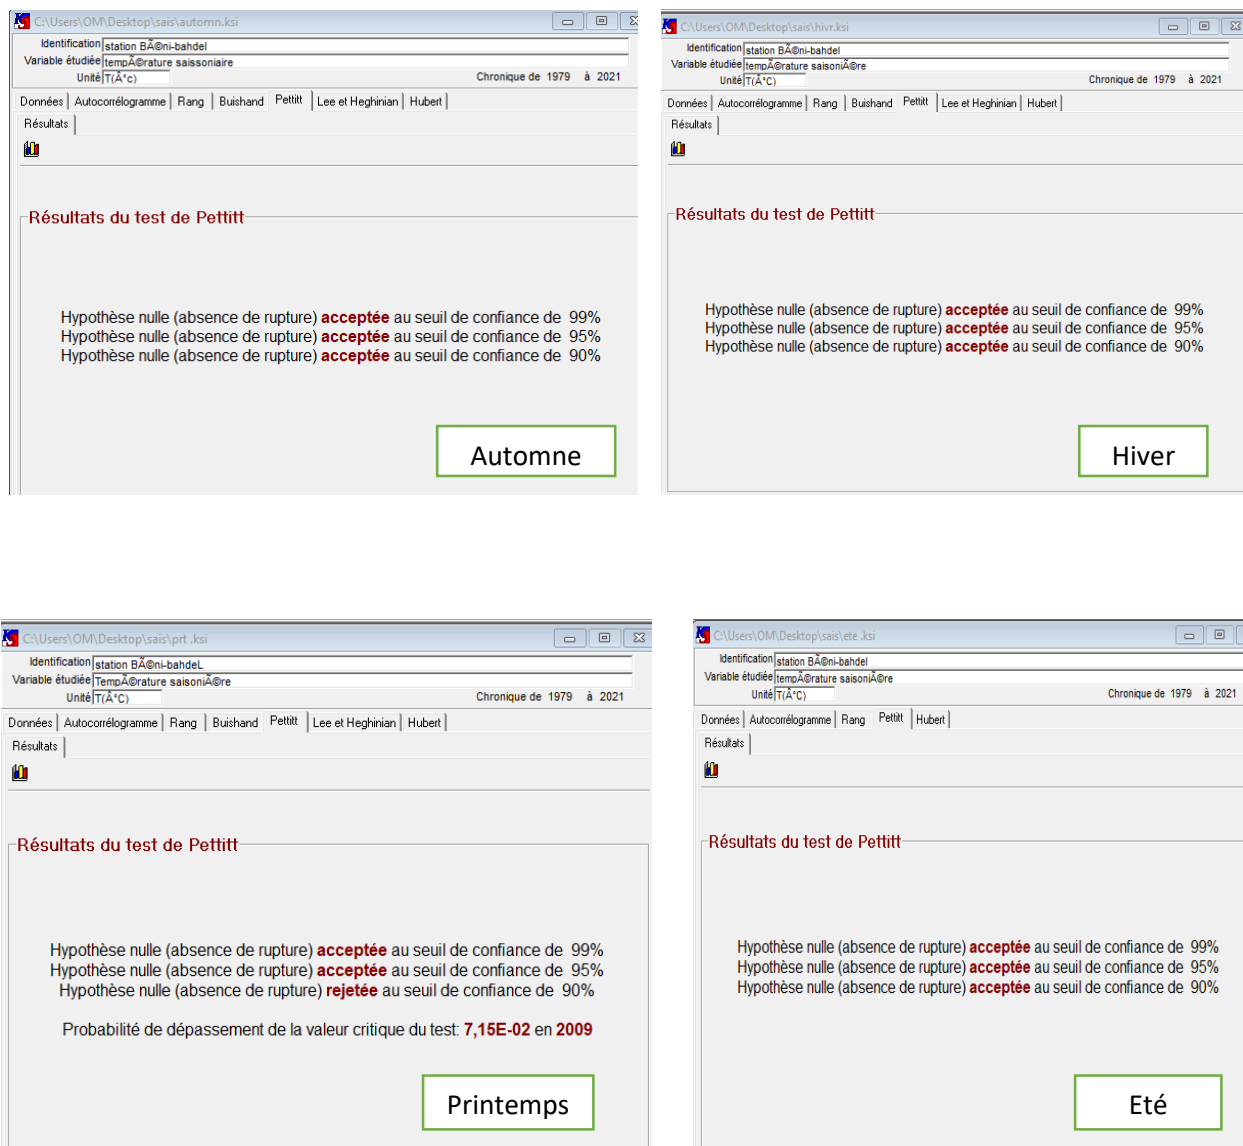 C:\Users\OM\Desktop\sais\automn.ksi
Identification station BÃ©ni-bahdel
Variable étudiée tempÃ©rature saissoniaire
Unité T(Â°c) Chronique de 1979 à 2021
Données Autocorrélogramme Rang Buishand Pettitt Lee et Heghinian Hubert
Résultats
Résultats du test de Pettitt
Hypothèse nulle (absence de rupture) acceptée au seuil de confiance de 99%
Hypothèse nulle (absence de rupture) acceptée au seuil de confiance de 95%
Hypothèse nulle (absence de rupture) acceptée au seuil de confiance de 90%
Automne
C:\Users\OM\Desktop\sais\hivr.ksi
Identification station BÃ©ni-bahdel
Variable étudiée tempÃ©rature saisoniÃ©re
Unité T(Â°C) Chronique de 1979 à 2021
Données Autocorrélogramme Rang Buishand Pettitt Lee et Heghinian Hubert
Résultats
Résultats du test de Pettitt
Hypothèse nulle (absence de rupture) acceptée au seuil de confiance de 99%
Hypothèse nulle (absence de rupture) acceptée au seuil de confiance de 95%
Hypothèse nulle (absence de rupture) acceptée au seuil de confiance de 90%
Hiver
C:\Users\OM\Desktop\sais\prt .ksi
Identification station BÃ©ni-bahdeL
Variable étudiée TempÃ©rature saisoniÃ©re
Unité T(Â°C) Chronique de 1979 à 2021
Données Autocorrélogramme Rang Buishand Pettitt Lee et Heghinian Hubert
Résultats
Résultats du test de Pettitt
Hypothèse nulle (absence de rupture) acceptée au seuil de confiance de 99%
Hypothèse nulle (absence de rupture) acceptée au seuil de confiance de 95%
Hypothèse nulle (absence de rupture) rejetée au seuil de confiance de 90%
Probabilité de dépassement de la valeur critique du test: 7,15E-02 en 2009
Printemps
C:\Users\OM\Desktop\sais\ete .ksi
Identification station BÃ©ni-bahdel
Variable étudiée tempÃ©rature saisoniÃ©re
Unité T(Â°C) Chronique de 1979 à 2021
Données Autocorrélogramme Rang Pettitt Hubert
Résultats
Résultats du test de Pettitt
Hypothèse nulle (absence de rupture) acceptée au seuil de confiance de 99%
Hypothèse nulle (absence de rupture) acceptée au seuil de confiance de 95%
Hypothèse nulle (absence de rupture) acceptée au seuil de confiance de 90%
Eté